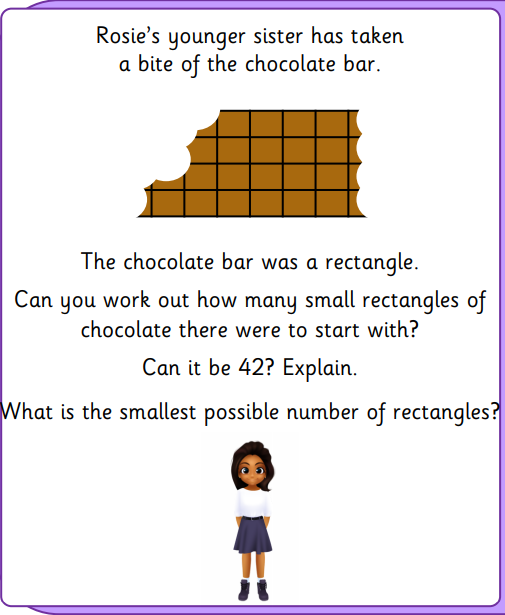 Rosie’s younger sister has taken
a bite of the chocolate bar.
The chocolate bar was a rectangle.
Can you work out how many small rectangles of
chocolate there were to start with?
Can it be 42? Explain.
What is the smallest possible number of rectangles?